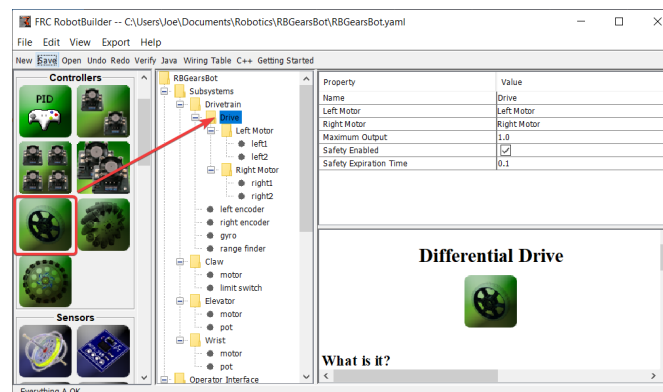 FRC RobotBuilder -- C:\Users\Joe\Documents\Robotics\RBGearsBot\RBGearsBot.yaml
File Edit View Export Help
New Save Open Undo Redo Verify Java Wiring Table C++ Getting Started
Controllers
PID
Sensors
RBGearsBot
Subsystems
Drivetrain
Drive
Left Motor
left1
left2
Right Motor
right1
right2
left encoder
right encoder
gyro
range finder
Claw
motor
limit switch
Elevator
motor
pot
Wrist
motor
pot
Operator Interface
Property Value
Name Drive
Left Motor Left Motor
Right Motor Right Motor
Maximum Output 1.0
Safety Enabled
Safety Expiration Time 0.1
Differential Drive
What is it?
Everything A OK